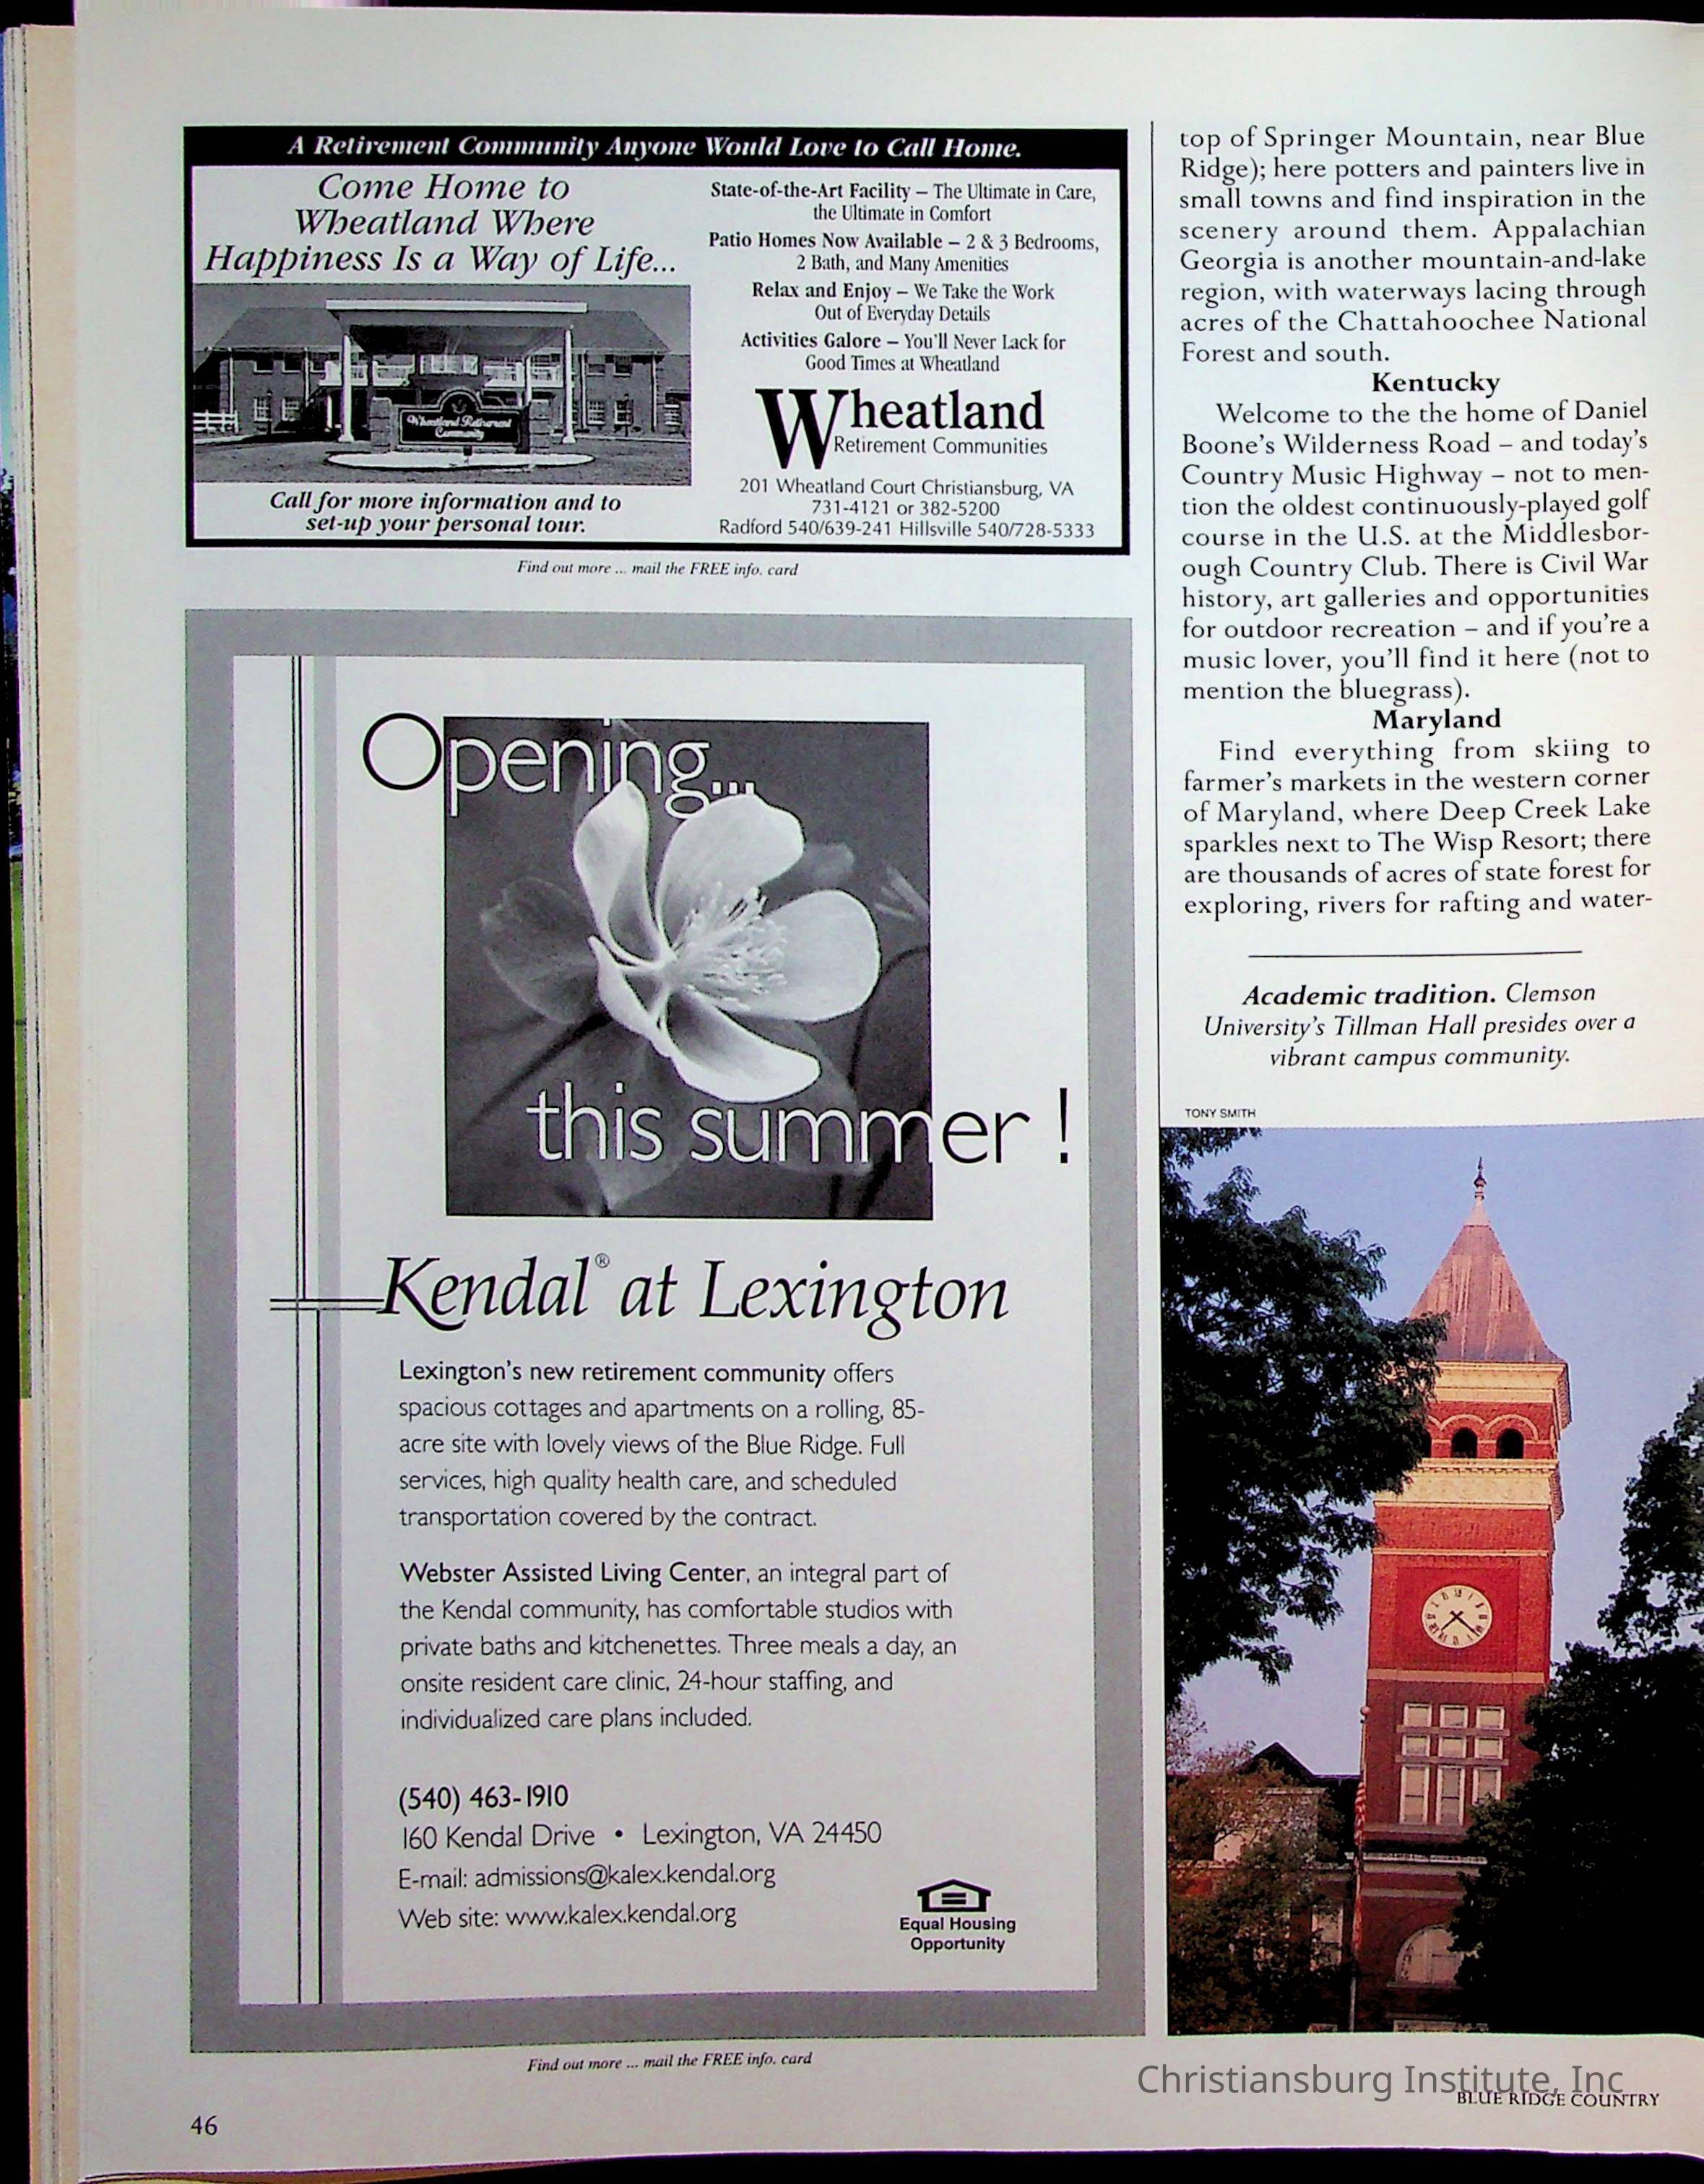 A Retirement Community Anyone Would Love to Call Home.
Come Home to
Wheatland Where
Happiness Is a Way of Life...
Wheatland Retirement
Community
Call for more information and to
set-up your personal tour.
State-of-the-Art Facility – The Ultimate in Care,
the Ultimate in Comfort
Patio Homes Now Available – 2 & 3 Bedrooms,
2 Bath, and Many Amenities
Relax and Enjoy – We Take the Work
Out of Everyday Details
Activities Galore – You'll Never Lack for
Good Times at Wheatland
Wheatland
Retirement Communities
201 Wheatland Court Christiansburg, VA
731-4121 or 382-5200
Radford 540/639-241 Hillsville 540/728-5333
Find out more ... mail the FREE info. card
Opening...
this summer !
Kendal® at Lexington
Lexington's new retirement community offers
spacious cottages and apartments on a rolling, 85-
acre site with lovely views of the Blue Ridge. Full
services, high quality health care, and scheduled
transportation covered by the contract.
Webster Assisted Living Center, an integral part of
the Kendal community, has comfortable studios with
private baths and kitchenettes. Three meals a day, an
onsite resident care clinic, 24-hour staffing, and
individualized care plans included.
(540) 463-1910
160 Kendal Drive • Lexington, VA 24450
E-mail: admissions@kalex.kendal.org
Web site: www.kalex.kendal.org
Equal Housing
Opportunity
Find out more ... mail the FREE info. card
46
top of Springer Mountain, near Blue
Ridge); here potters and painters live in
small towns and find inspiration in the
scenery around them. Appalachian
Georgia is another mountain-and-lake
region, with waterways lacing through
acres of the Chattahoochee National
Forest and south.
Kentucky
Welcome to the the home of Daniel
Boone's Wilderness Road – and today's
Country Music Highway – not to men-
tion the oldest continuously-played golf
course in the U.S. at the Middlesbor-
ough Country Club. There is Civil War
history, art galleries and opportunities
for outdoor recreation – and if you're a
music lover, you'll find it here (not to
mention the bluegrass).
Maryland
Find everything from skiing to
farmer's markets in the western corner
of Maryland, where Deep Creek Lake
sparkles next to The Wisp Resort; there
are thousands of acres of state forest for
exploring, rivers for rafting and water-
Academic tradition. Clemson
University's Tillman Hall presides over a
vibrant campus community.
TONY SMITH
Christiansburg Institute, Inc
BLUE RIDGE COUNTRY